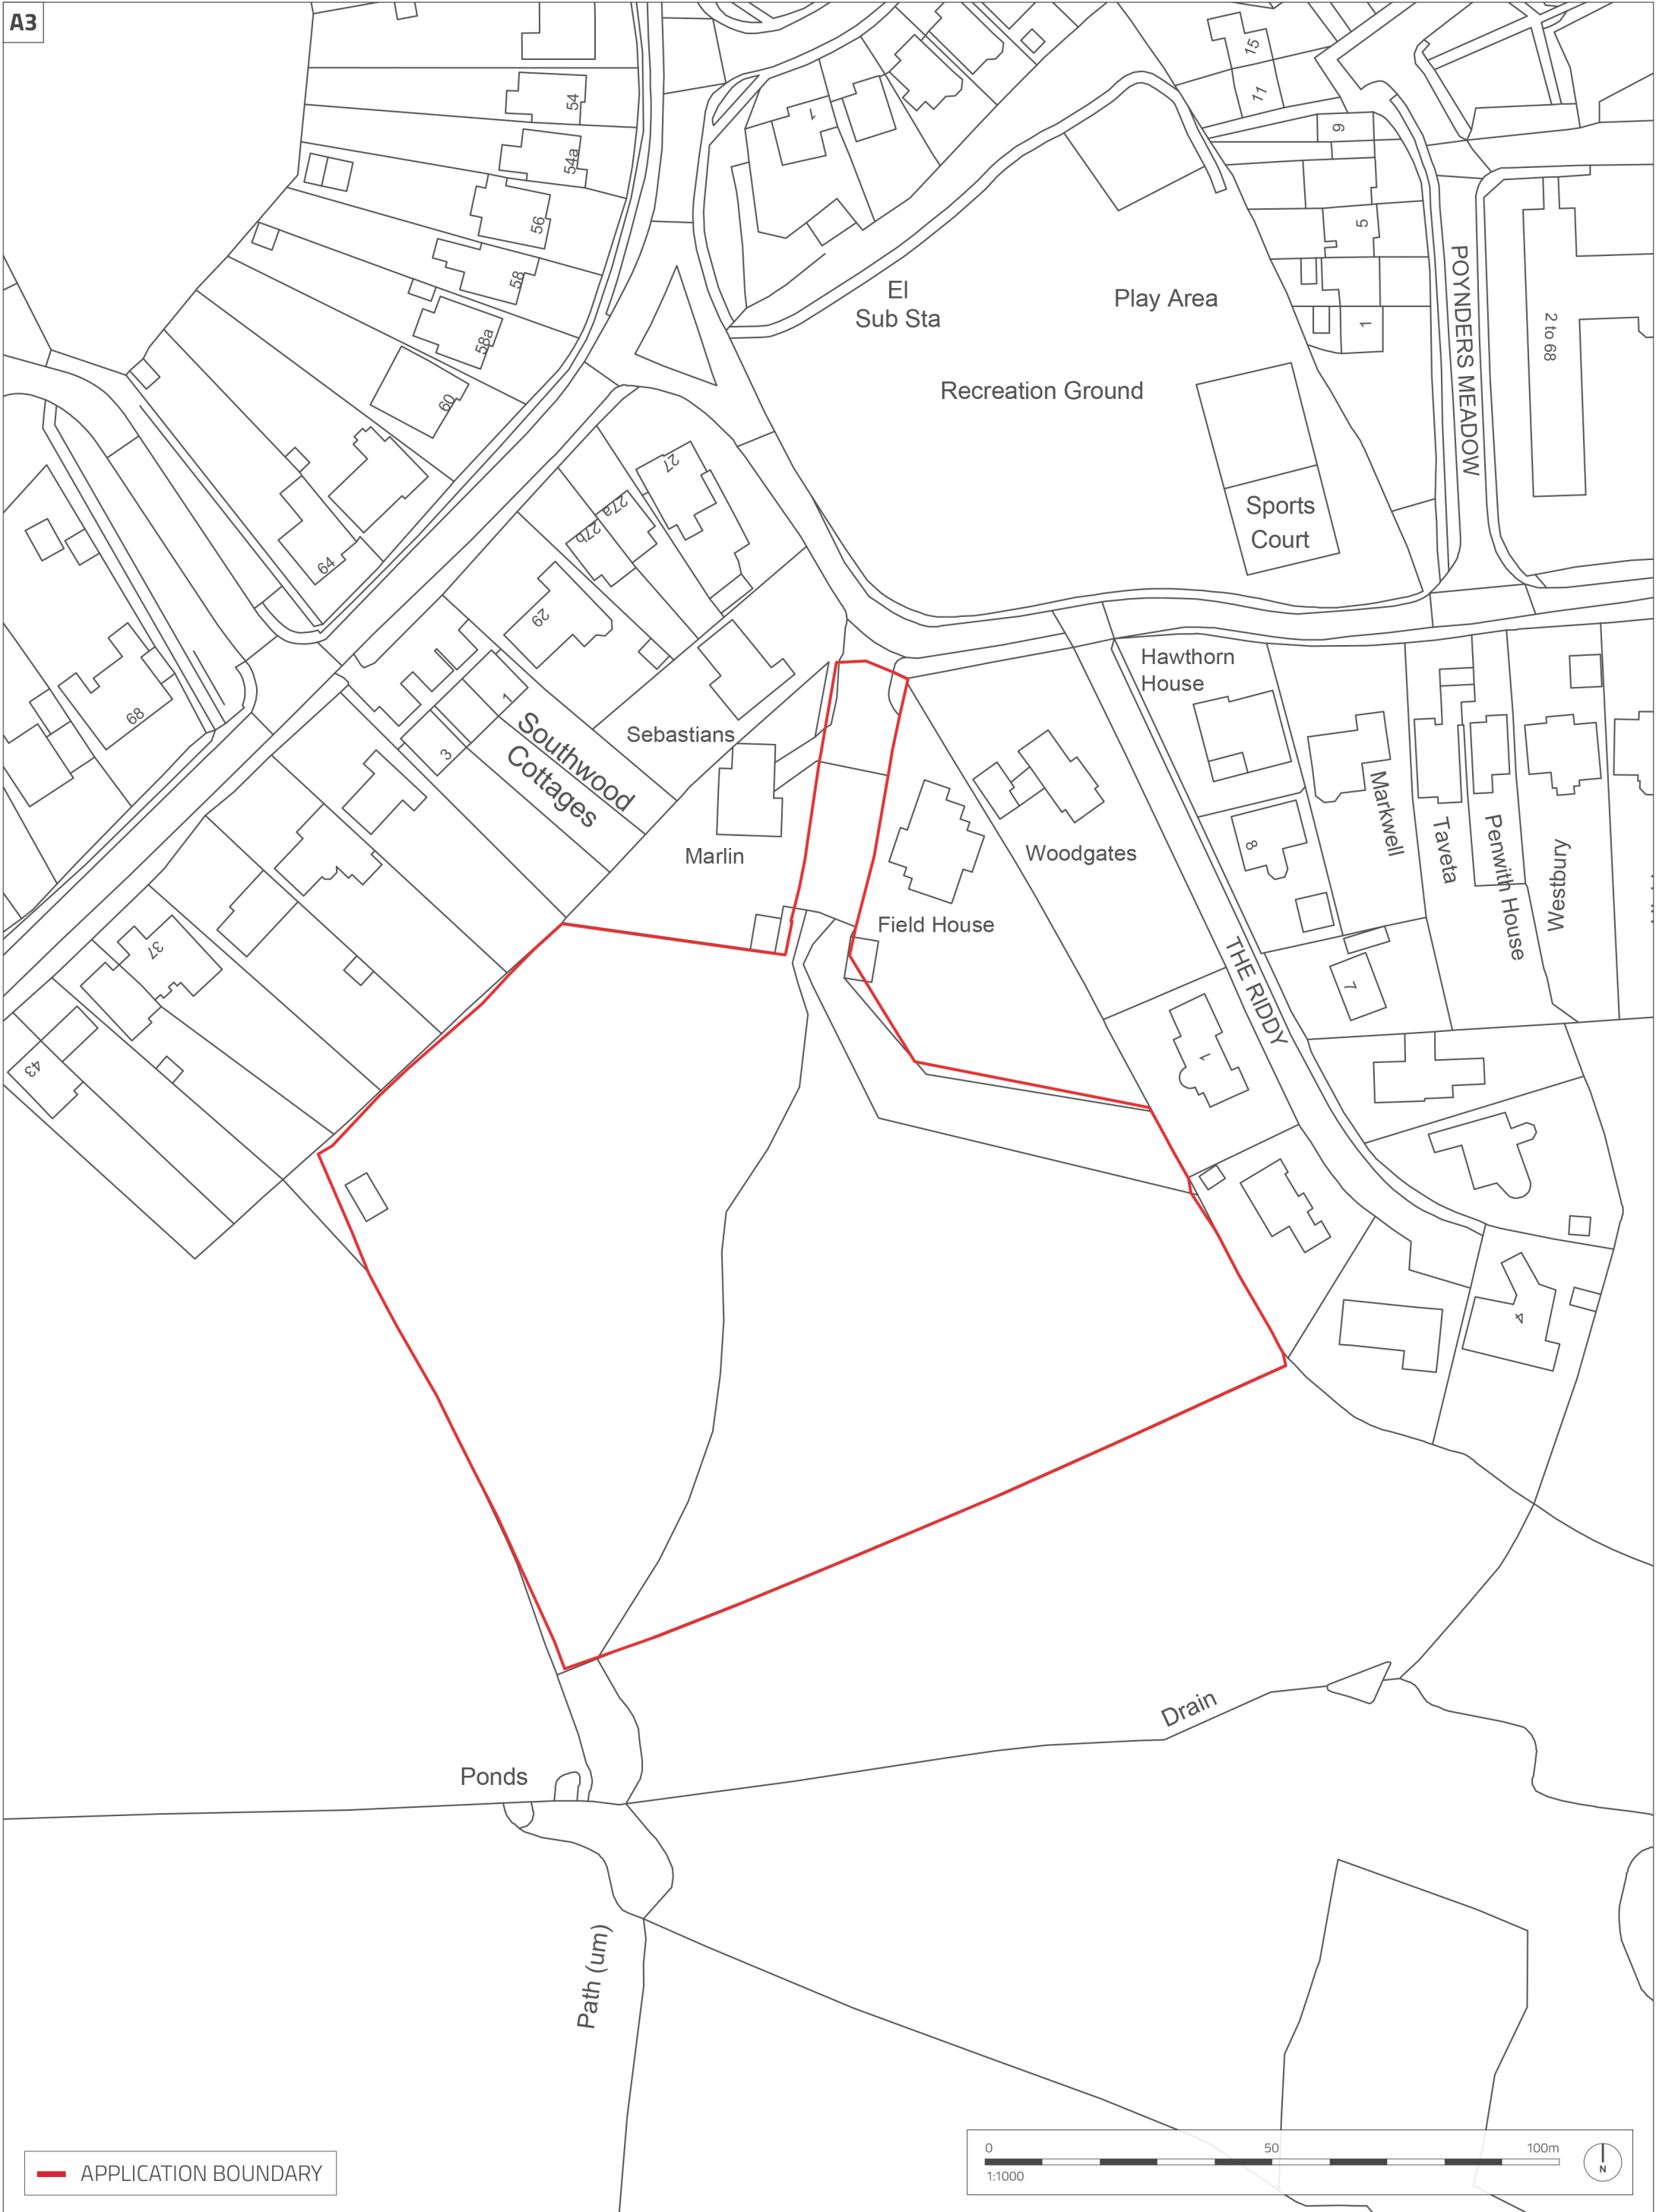 A3
54
54a
56
58
58a
60
64
68
1
15
11
9
5
1
El
Sub Sta
Play Area
Recreation Ground
Sports
Court
POYNDERS MEADOW
2 to 68
27
27a
27b
29
1
3
Southwood
Cottages
Sebastians
Marlin
Field House
Woodgates
Hawthorn
House
8
7
Markwell
Taveta
Penwith House
Westbury
THE RIDDY
1
4
37
43
Drain
Ponds
Path (um)
APPLICATION BOUNDARY
0 50 100m
1:1000
N